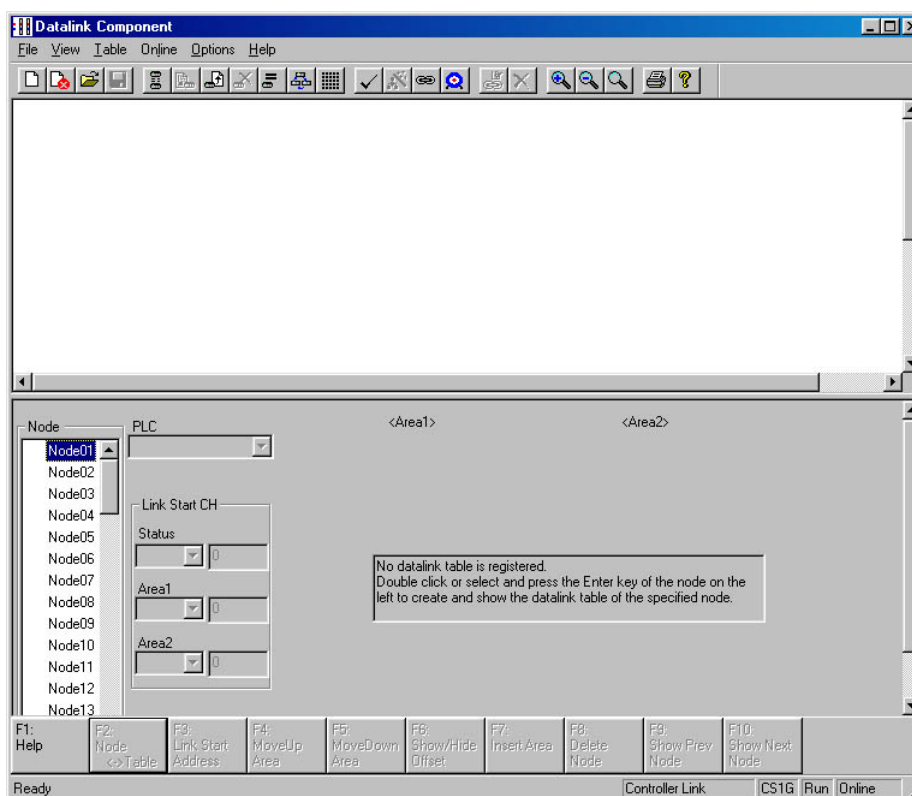 Datalink Component
File View Table Online Options Help
Node
PLC
<Area1>
<Area2>
Node01
Node02
Node03
Node04
Node05
Node06
Node07
Node08
Node09
Node10
Node11
Node12
Node13
Link Start CH
Status
0
Area1
0
Area2
0
No datalink table is registered.
Double click or select and press the Enter key of the node on the
left to create and show the datalink table of the specified node.
F1:
Help
F2:
Node
<->Table
F3:
Link Start
Address
F4:
MoveUp
Area
F5:
MoveDown
Area
F6:
Show/Hide
Offset
F7:
Insert Area
F8:
Delete
Node
F9:
Show Prev
Node
F10:
Show Next
Node
Ready
Controller Link
CS1G
Run
Online